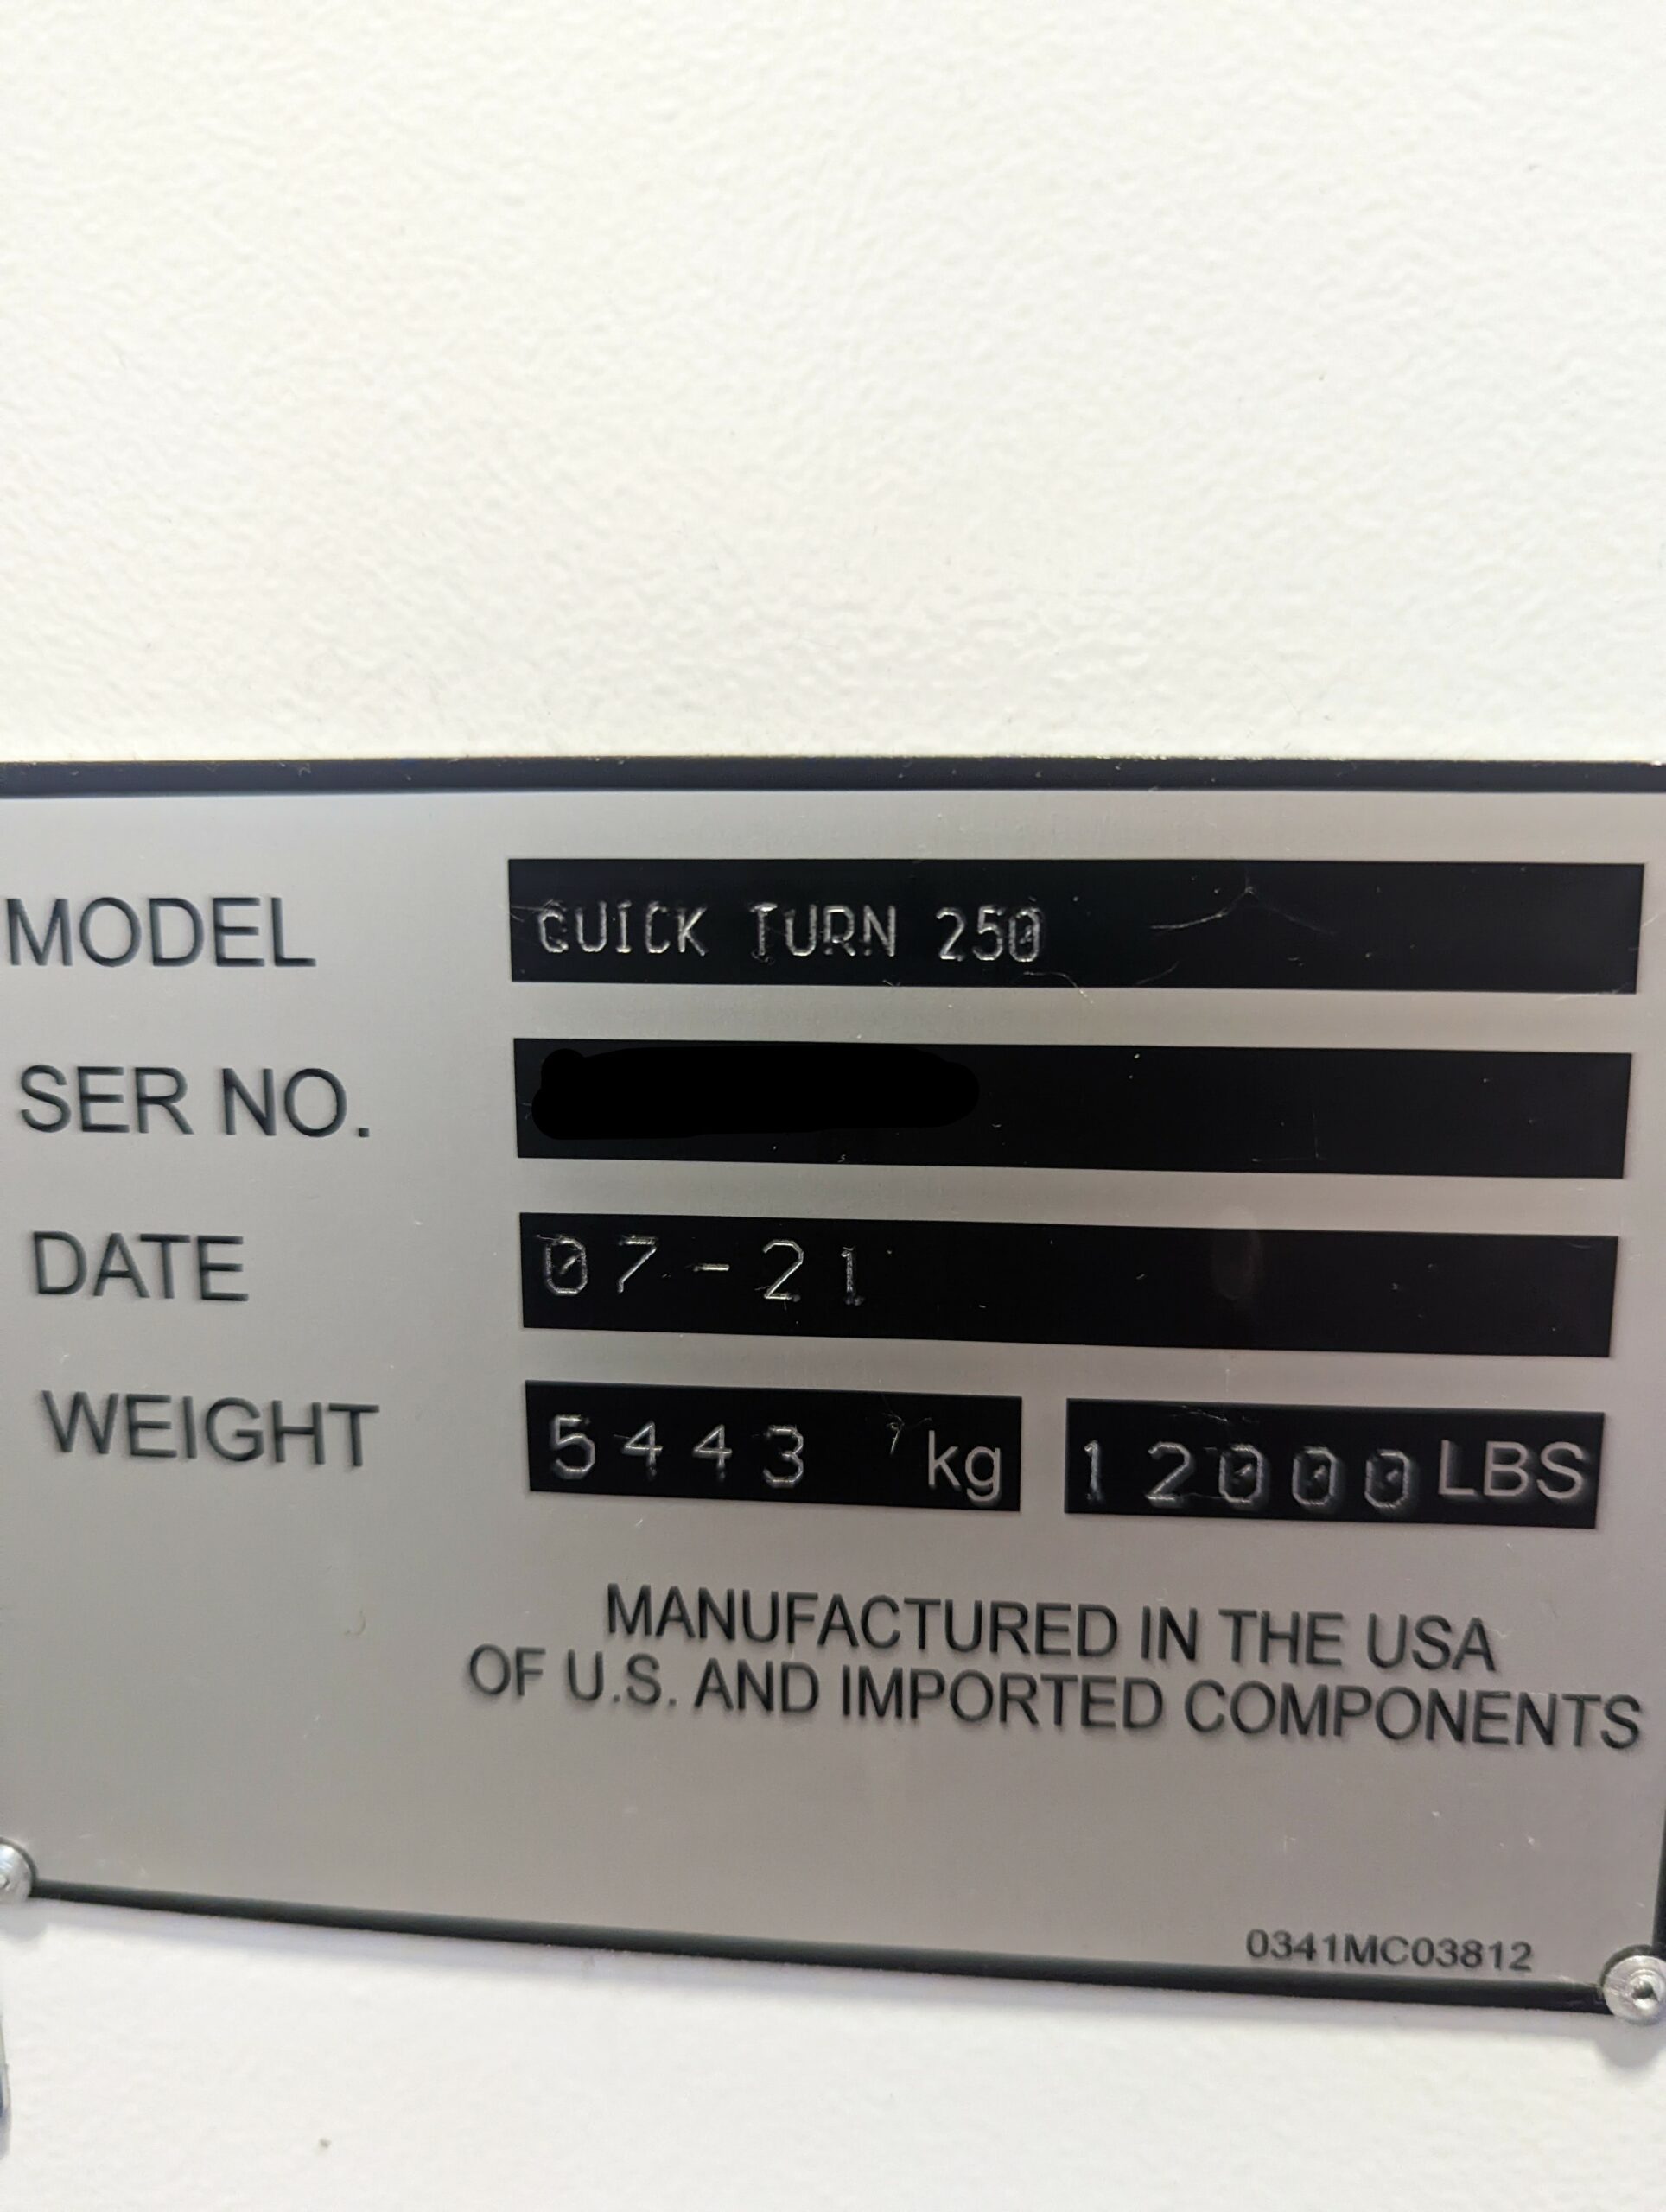 MODEL QUICK TURN 250
SER NO.
DATE 07-21
WEIGHT 5443 kg 12000 LBS
MANUFACTURED IN THE USA
OF U.S. AND IMPORTED COMPONENTS
0341MC03812